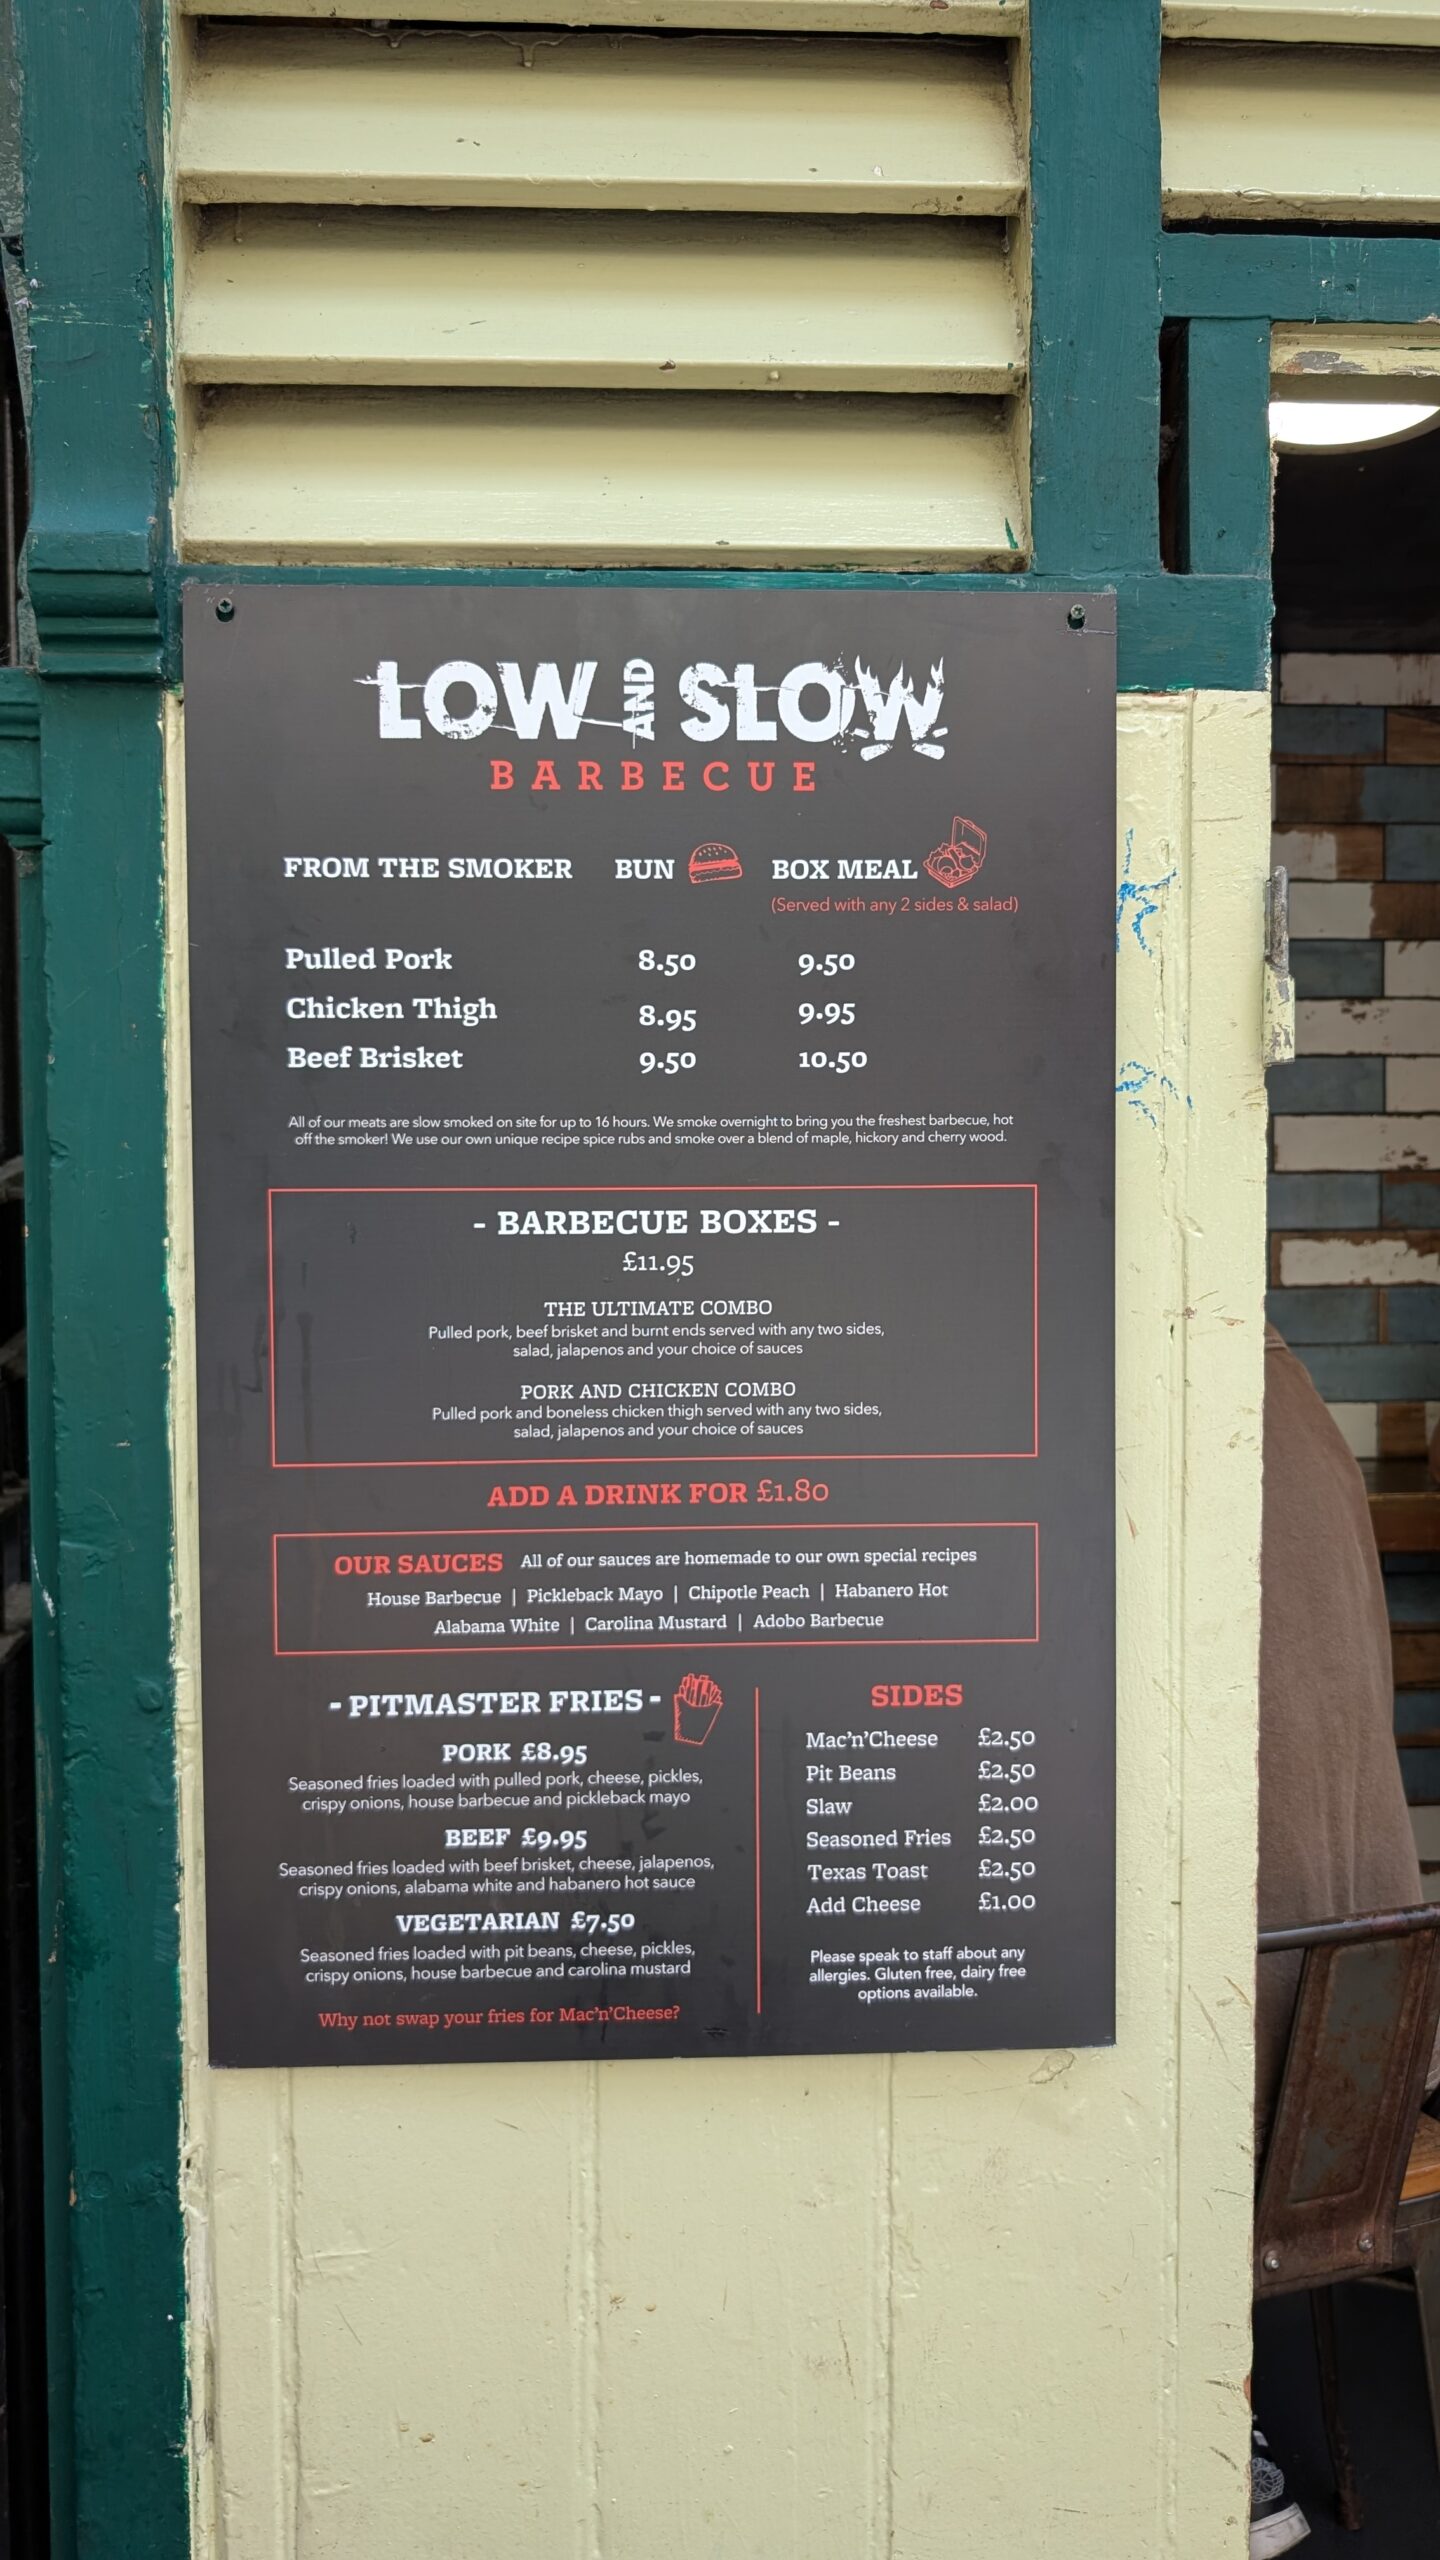 LOW AND SLOW
BARBECUE
FROM THE SMOKER BUN BOX MEAL
(Served with any 2 sides & salad)
Pulled Pork 8.50 9.50
Chicken Thigh 8.95 9.95
Beef Brisket 9.50 10.50
All of our meats are slow smoked on site for up to 16 hours. We smoke overnight to bring you the freshest barbecue, hot
off the smoker! We use our own unique recipe spice rubs and smoke over a blend of maple, hickory and cherry wood.
- BARBECUE BOXES -
£11.95
THE ULTIMATE COMBO
Pulled pork, beef brisket and burnt ends served with any two sides,
salad, jalapenos and your choice of sauces
PORK AND CHICKEN COMBO
Pulled pork and boneless chicken thigh served with any two sides,
salad, jalapenos and your choice of sauces
ADD A DRINK FOR £1.80
OUR SAUCES All of our sauces are homemade to our own special recipes
House Barbecue | Pickleback Mayo | Chipotle Peach | Habanero Hot
Alabama White | Carolina Mustard | Adobo Barbecue
- PITMASTER FRIES -
PORK £8.95
Seasoned fries loaded with pulled pork, cheese, pickles,
crispy onions, house barbecue and pickleback mayo
BEEF £9.95
Seasoned fries loaded with beef brisket, cheese, jalapenos,
crispy onions, alabama white and habanero hot sauce
VEGETARIAN £7.50
Seasoned fries loaded with pit beans, cheese, pickles,
crispy onions, house barbecue and carolina mustard
Why not swap your fries for Mac'n'Cheese?
SIDES
Mac'n'Cheese £2.50
Pit Beans £2.50
Slaw £2.00
Seasoned Fries £2.50
Texas Toast £2.50
Add Cheese £1.00
Please speak to staff about any
allergies. Gluten free, dairy free
options available.